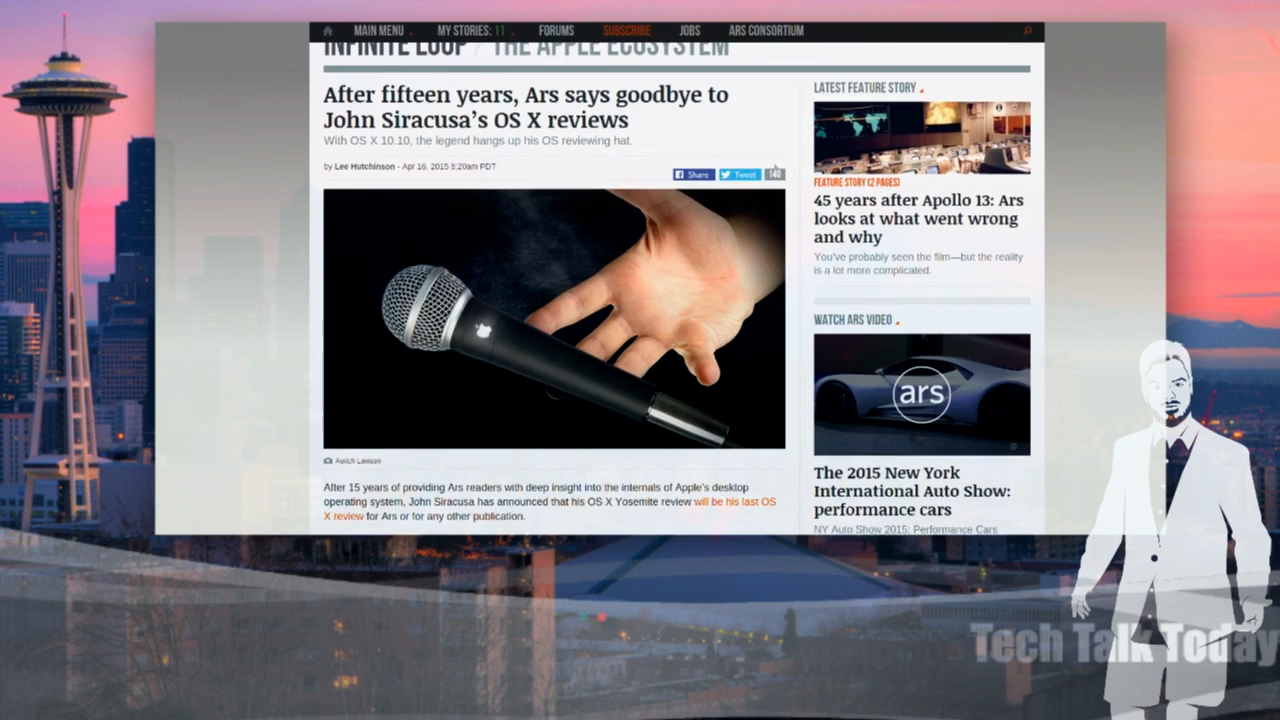 MAIN MENU
MY STORIES: 11
FORUMS
SUBSCRIBE
JOBS
ARS CONSORTIUM
INFINITE LOOP / THE APPLE ECOSYSTEM
After fifteen years, Ars says goodbye to
John Siracusa's OS X reviews
With OS X 10.10, the legend hangs up his OS reviewing hat.
by Lee Hutchinson - Apr 16, 2015 8:20am PDT
Share
Tweet
140
Aurich Lawson
After 15 years of providing Ars readers with deep insight into the internals of Apple's desktop
operating system, John Siracusa has announced that his OS X Yosemite review will be his last OS
X review for Ars or for any other publication.
LATEST FEATURE STORY
FEATURE STORY (2 PAGES)
45 years after Apollo 13: Ars
looks at what went wrong
and why
You've probably seen the film—but the reality
is a lot more complicated.
WATCH ARS VIDEO
ars
The 2015 New York
International Auto Show:
performance cars
NY Auto Show 2015: Performance Cars
Tech Talk Today